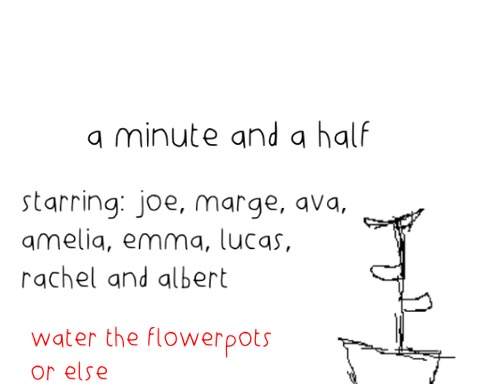 a minute and a half
starring: joe, marge, ava,
amelia, emma, lucas,
rachel and albert
water the flowerpots
or else